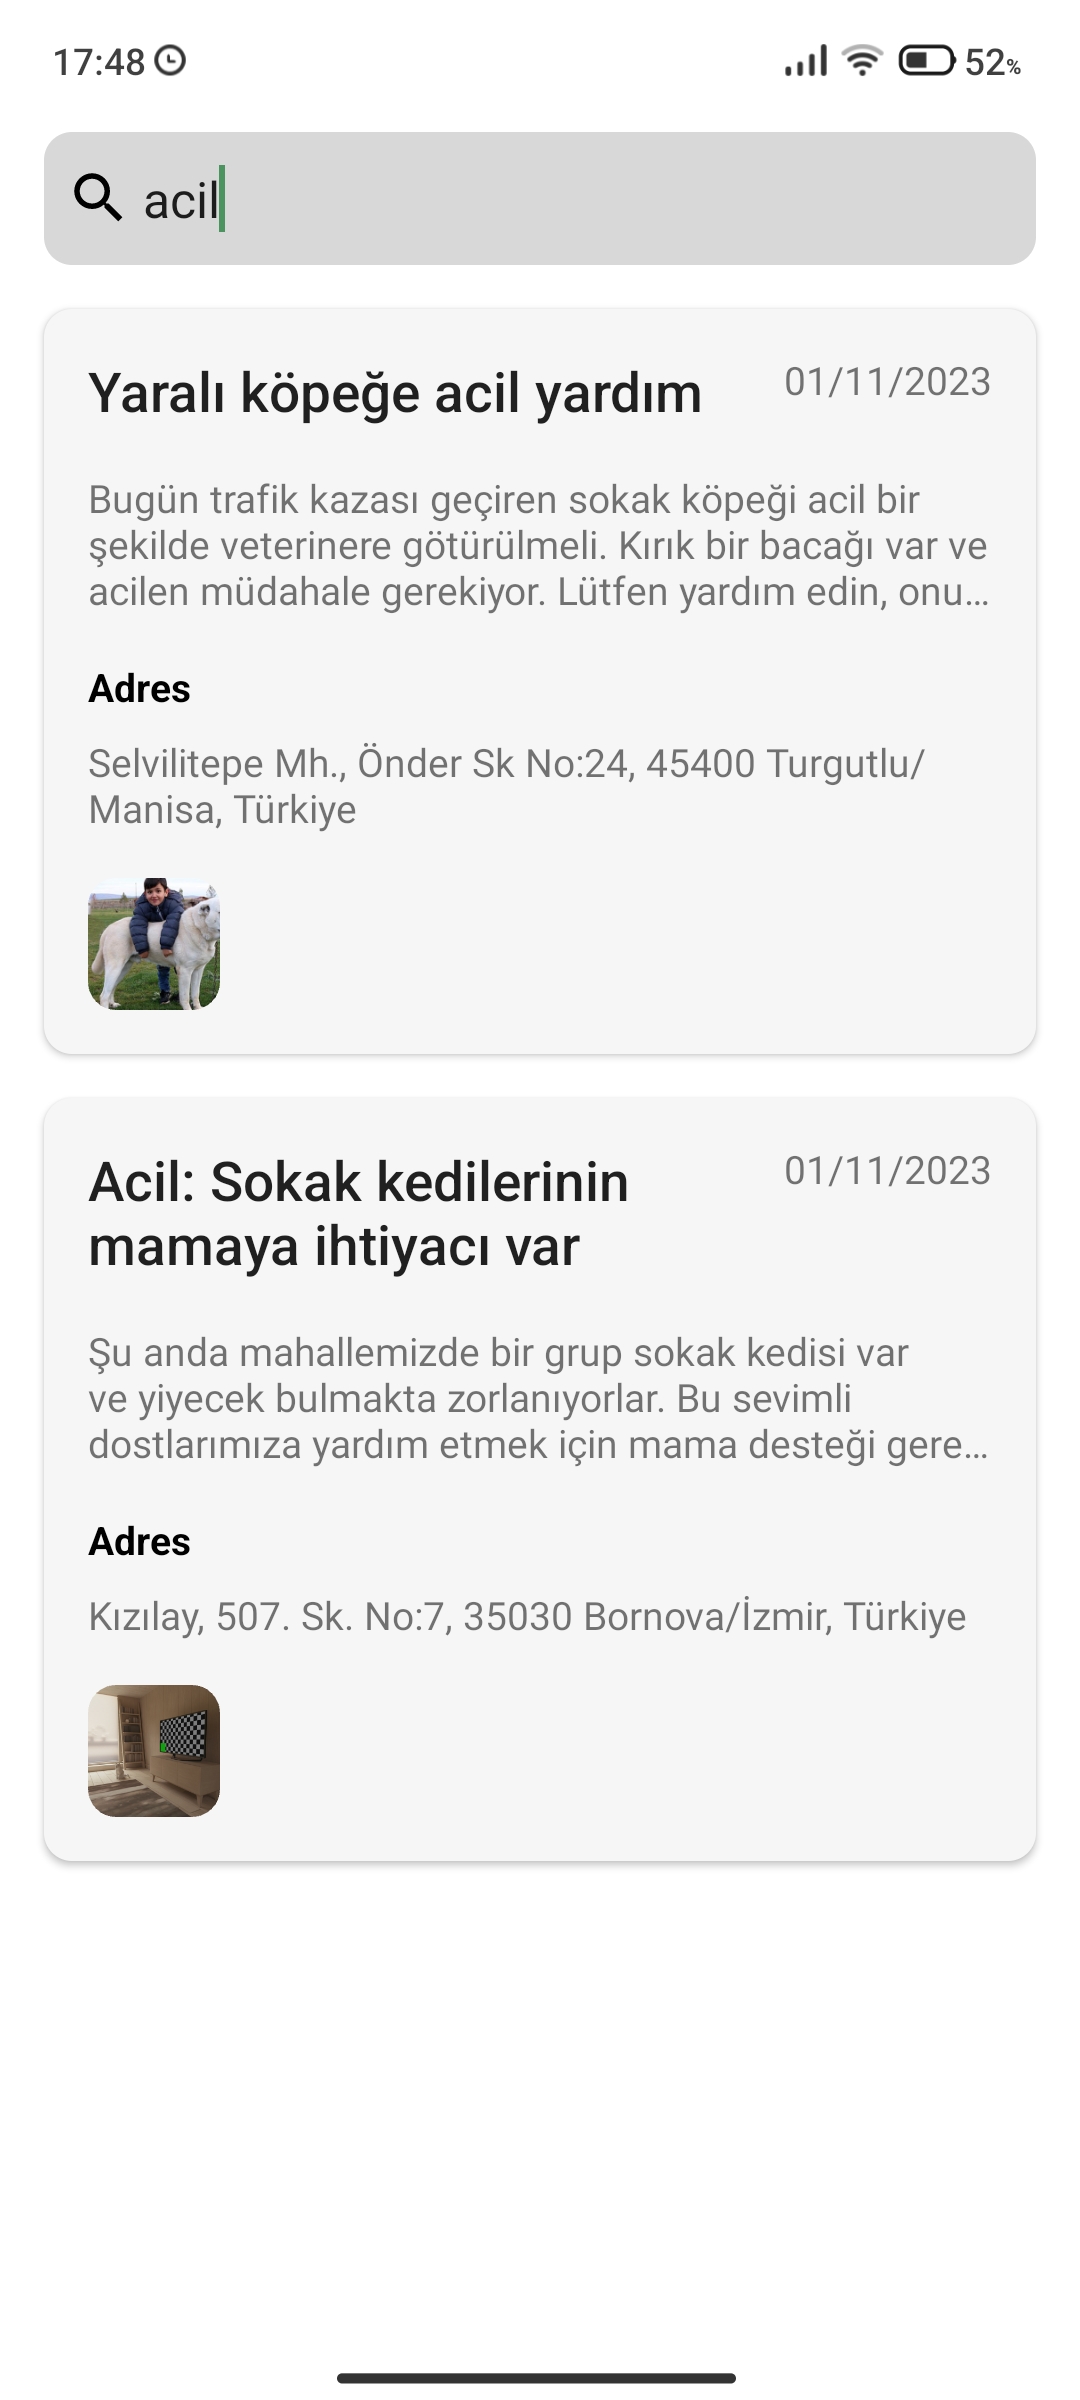 17:48
52%
acil
Yaralı köpeğe acil yardım
01/11/2023
Bugün trafik kazası geçiren sokak köpeği acil bir
şekilde veterinere götürülmeli. Kırık bir bacağı var ve
acilen müdahale gerekiyor. Lütfen yardım edin, onu...
Adres
Selvilitepe Mh., Önder Sk No:24, 45400 Turgutlu/
Manisa, Türkiye
Acil: Sokak kedilerinin
mamaya ihtiyacı var
01/11/2023
Şu anda mahallemizde bir grup sokak kedisi var
ve yiyecek bulmakta zorlanıyorlar. Bu sevimli
dostlarımıza yardım etmek için mama desteği gere...
Adres
Kızılay, 507. Sk. No:7, 35030 Bornova/İzmir, Türkiye